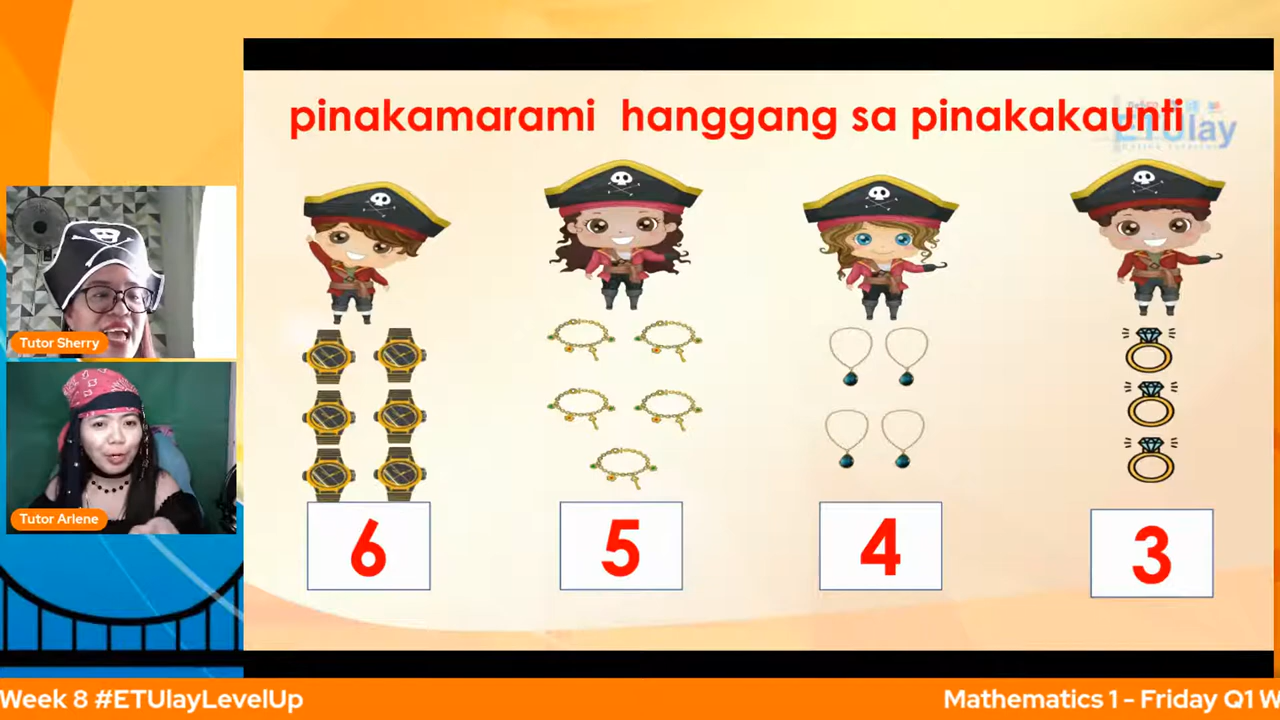 pinakamarami hanggang sa pinakakaunti
ETUlay
Tutor Sherry
Tutor Arlene
6 5 4 3
Week 8 #ETUlayLevelUp
Mathematics 1 - Friday Q1 W